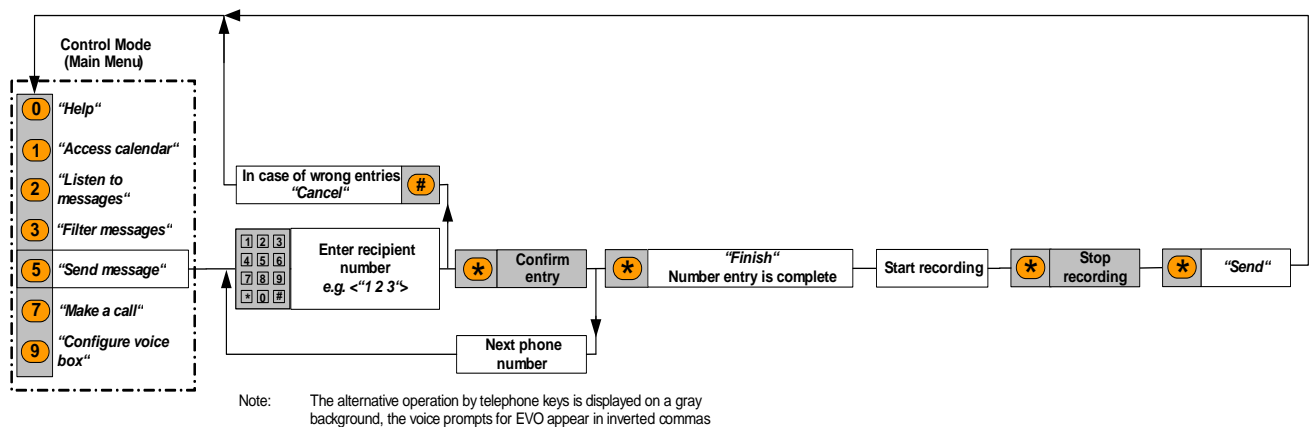 Control Mode
(Main Menu)
0 “Help“
1 “Access calendar“
2 “Listen to
messages“
3 “Filter messages“
5 “Send message“
7 “Make a call“
9 “Configure voice
box“
In case of wrong entries
“Cancel“
#
1 2 3
4 5 6
7 8 9
* 0 #
Enter recipient
number
e.g. <“1 2 3“>
* Confirm
entry
* “Finish“
Number entry is complete
Start recording
* Stop
recording
* “Send“
Next phone
number
Note: The alternative operation by telephone keys is displayed on a gray
background, the voice prompts for EVO appear in inverted commas